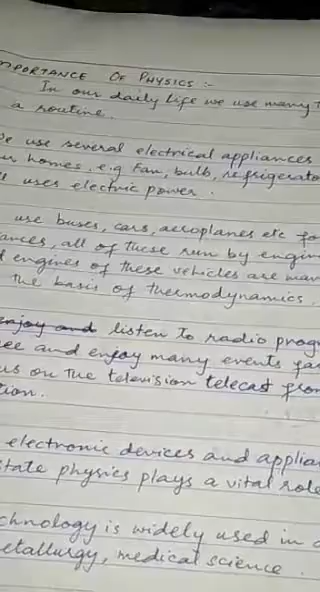 MPORTANCE OF PHYSICS :-
In our daily life we use many
a routine.
use several electrical appliances
homes, e.g Fan, bulb, refrigerato
uses electric power.
use buses, cars, aeroplanes etc fo
ances, all of these run by engin
engines of these vehicles are man
the basis of thermodynamics.
enjoy and listen to radio prog
ee and enjoy many events
us on the television telecast from
tion.
electronic devices and applia
state physics plays a vital role
chnology is widely used in
etallurgy, medical science.